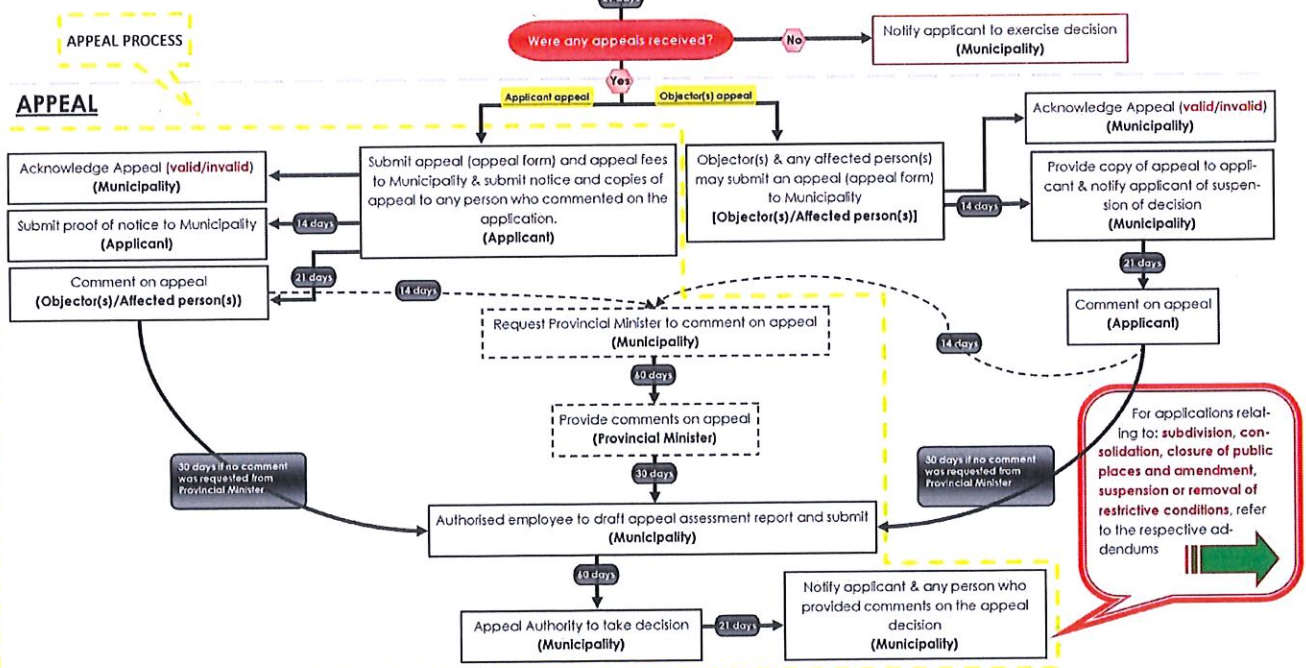 21 days
APPEAL PROCESS
Were any appeals received?
No
Notify applicant to exercise decision
(Municipality)
Yes
APPEAL
Applicant appeal
Objector(s) appeal
Acknowledge Appeal (valid/invalid)
(Municipality)
Submit appeal (appeal form) and appeal fees
to Municipality & submit notice and copies of
appeal to any person who commented on the
application.
(Applicant)
Objector(s) & any affected person(s)
may submit an appeal (appeal form)
to Municipality
[Objector(s)/Affected person(s)]
Acknowledge Appeal (valid/invalid)
(Municipality)
Provide copy of appeal to appli-
cant & notify applicant of suspen-
sion of decision
(Municipality)
14 days
Submit proof of notice to Municipality
(Applicant)
14 days
21 days
21 days
Comment on appeal
(Objector(s)/Affected person(s))
14 days
Comment on appeal
(Applicant)
Request Provincial Minister to comment on appeal
(Municipality)
14 days
60 days
Provide comments on appeal
(Provincial Minister)
For applications relat-
ing to: subdivision, con-
solidation, closure of public
places and amendment,
suspension or removal of
restrictive conditions, refer
to the respective ad-
dendums
30 days if no comment
was requested from
Provincial Minister
30 days
30 days if no comment
was requested from
Provincial Minister
Authorised employee to draft appeal assessment report and submit
(Municipality)
60 days
Appeal Authority to take decision
(Municipality)
21 days
Notify applicant & any person who
provided comments on the appeal
decision
(Municipality)